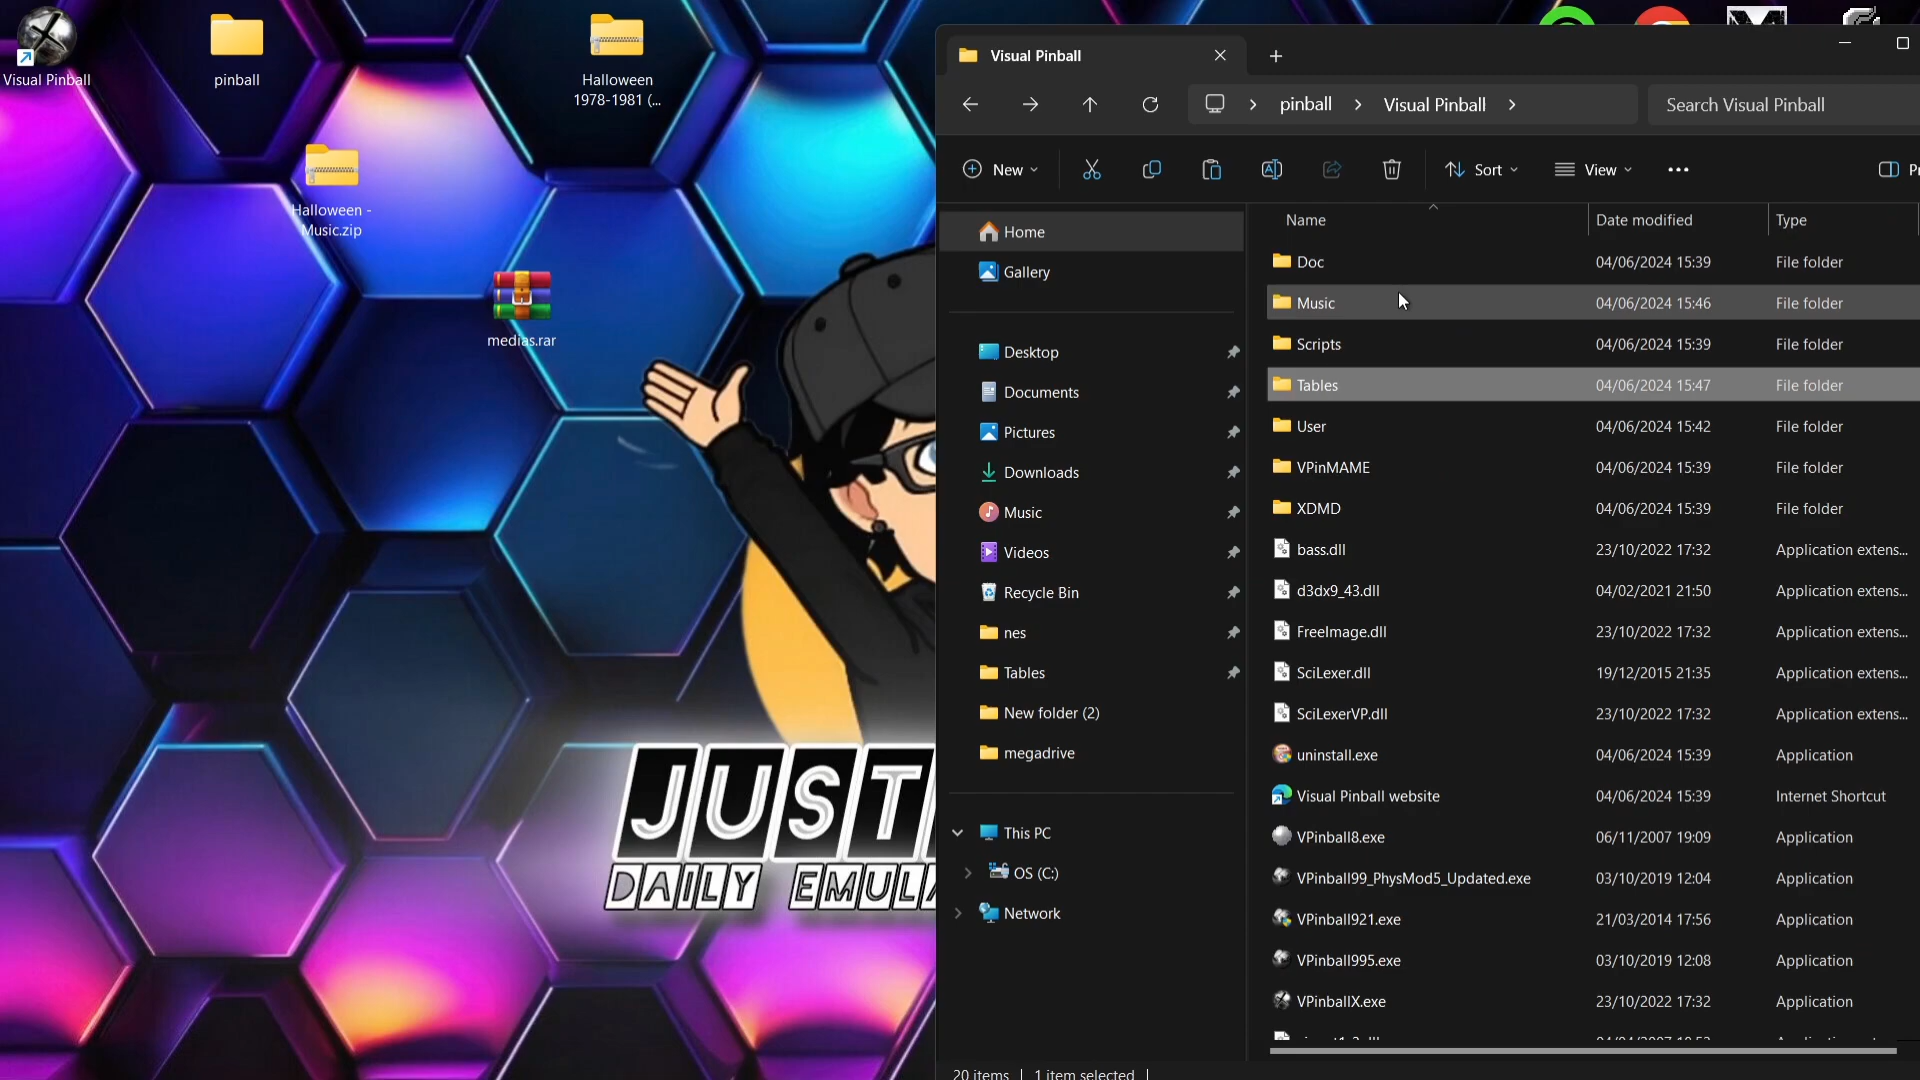 Visual Pinball
pinball
Halloween
1978-1981 (...
Halloween -
Music.zip
medias.rar
JUST
DAILY EMUL
Visual Pinball
pinball
Visual Pinball
Search Visual Pinball
New
Sort
View
Home
Gallery
Desktop
Documents
Pictures
Downloads
Music
Videos
Recycle Bin
nes
Tables
New folder (2)
megadrive
This PC
OS (C:)
Network
Name Date modified Type
Doc 04/06/2024 15:39 File folder
Music 04/06/2024 15:46 File folder
Scripts 04/06/2024 15:39 File folder
Tables 04/06/2024 15:47 File folder
User 04/06/2024 15:42 File folder
VPinMAME 04/06/2024 15:39 File folder
XDMD 04/06/2024 15:39 File folder
bass.dll 23/10/2022 17:32 Application extens...
d3dx9_43.dll 04/02/2021 21:50 Application extens...
FreeImage.dll 23/10/2022 17:32 Application extens...
SciLexer.dll 19/12/2015 21:35 Application extens...
SciLexerVP.dll 23/10/2022 17:32 Application extens...
uninstall.exe 04/06/2024 15:39 Application
Visual Pinball website 04/06/2024 15:39 Internet Shortcut
VPinball8.exe 06/11/2007 19:09 Application
VPinball99_PhysMod5_Updated.exe 03/10/2019 12:04 Application
VPinball921.exe 21/03/2014 17:56 Application
VPinball995.exe 03/10/2019 12:08 Application
VPinballX.exe 23/10/2022 17:32 Application
20 items 1 item selected